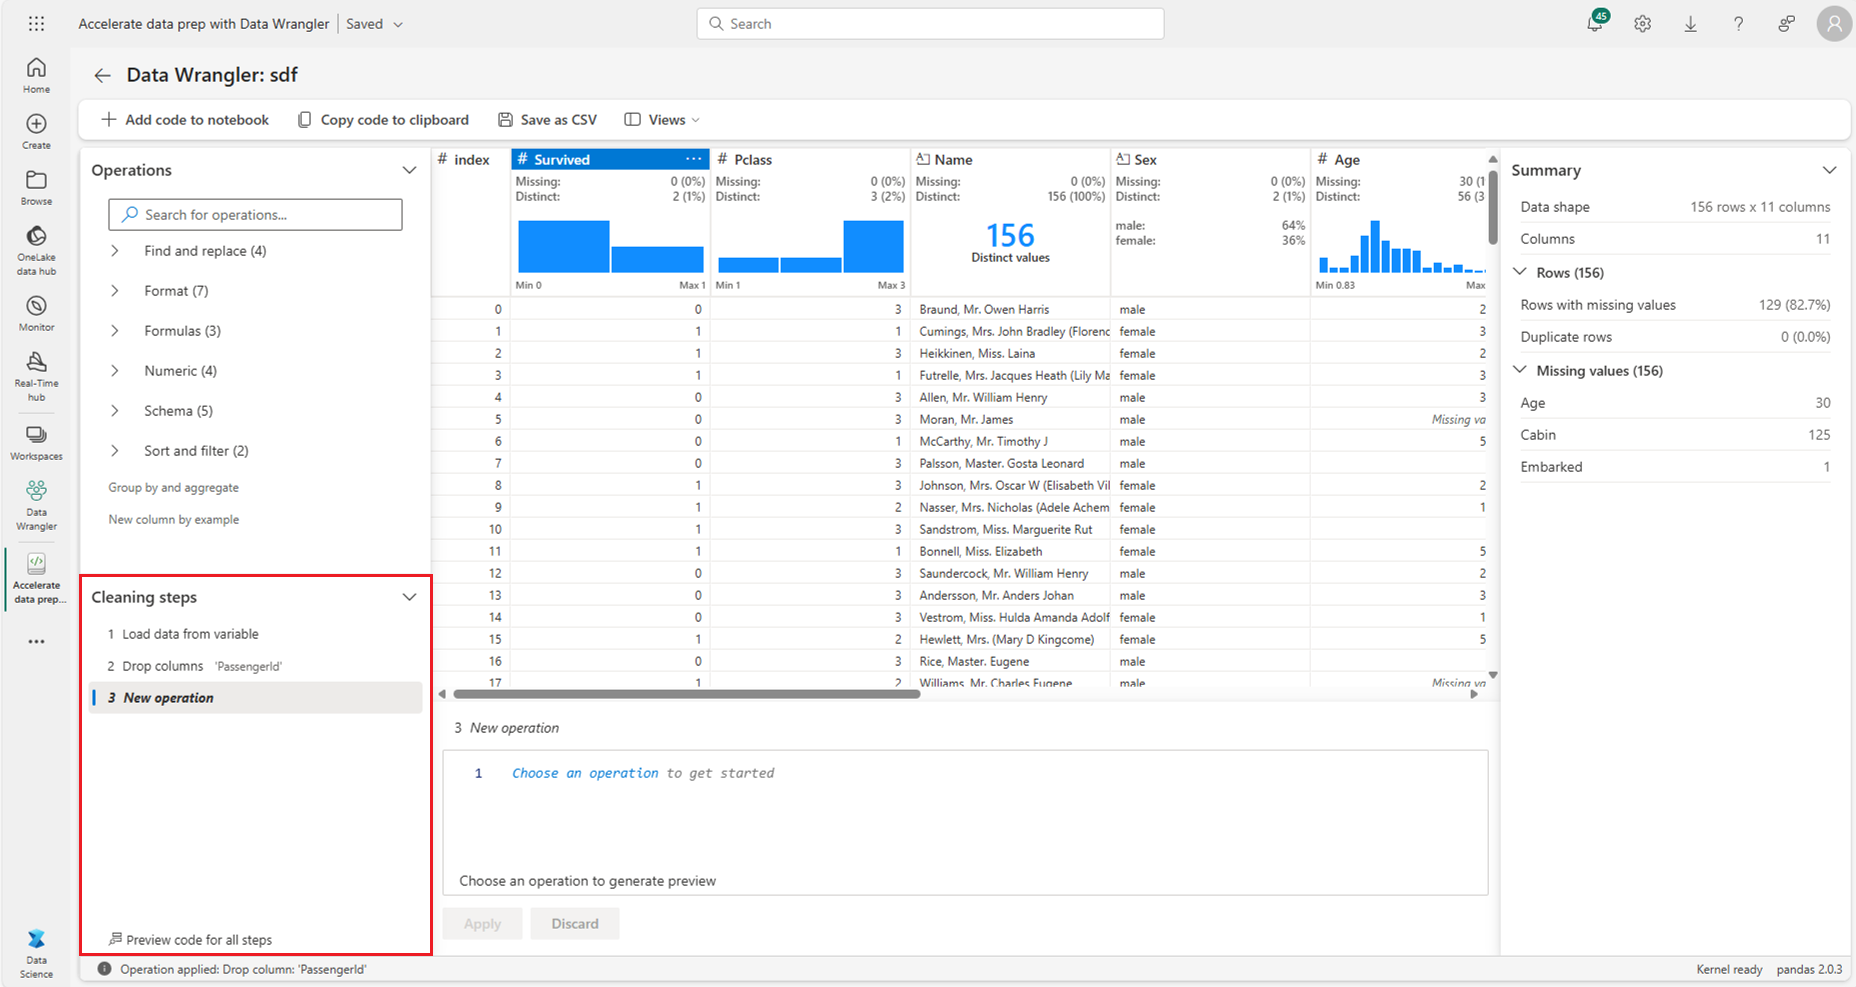 Accelerate data prep with Data Wrangler | Saved
Search
45
?
Home
Create
Browse
OneLake
data hub
Monitor
Real-Time
hub
Workspaces
Data
Wrangler
Accelerate
data prep...
Data
Science
Data Wrangler: sdf
Add code to notebook
Copy code to clipboard
Save as CSV
Views
Operations
Search for operations...
Find and replace (4)
Format (7)
Formulas (3)
Numeric (4)
Schema (5)
Sort and filter (2)
Group by and aggregate
New column by example
Cleaning steps
1 Load data from variable
2 Drop columns 'PassengerId'
3 New operation
Preview code for all steps
# index # Survived ... # Pclass Name Sex # Age
Missing: 0 (0%) Missing: 0 (0%) Missing: 0 (0%) Missing: 0 (0%) Missing: 30 (1
Distinct: 2 (1%) Distinct: 3 (2%) Distinct: 156 (100%) Distinct: 2 (1%) Distinct: 56 (3
156
Distinct values
male: 64%
female: 36%
Min 0 Max 1 Min 1 Max 3 Min 0.83 Max
0 0 3 Braund, Mr. Owen Harris male 2
1 1 1 Cumings, Mrs. John Bradley (Florenc female 3
2 1 3 Heikkinen, Miss. Laina female 2
3 1 1 Futrelle, Mrs. Jacques Heath (Lily Ma female 3
4 0 3 Allen, Mr. William Henry male 3
5 0 3 Moran, Mr. James male Missing va
6 0 1 McCarthy, Mr. Timothy J male 5
7 0 3 Palsson, Master. Gosta Leonard male
8 1 3 Johnson, Mrs. Oscar W (Elisabeth Vil female 2
9 1 2 Nasser, Mrs. Nicholas (Adele Achem female 1
10 1 3 Sandstrom, Miss. Marguerite Rut female
11 1 1 Bonnell, Miss. Elizabeth female 5
12 0 3 Saundercock, Mr. William Henry male 2
13 0 3 Andersson, Mr. Anders Johan male 3
14 0 3 Vestrom, Miss. Hulda Amanda Adolf female 1
15 1 2 Hewlett, Mrs. (Mary D Kingcome) female 5
16 0 3 Rice, Master. Eugene male
17 1 2 Williams, Mr. Charles Eugene male Missing va
3 New operation
1 Choose an operation to get started
Choose an operation to generate preview
Apply
Discard
Summary
Data shape 156 rows x 11 columns
Columns 11
Rows (156)
Rows with missing values 129 (82.7%)
Duplicate rows 0 (0.0%)
Missing values (156)
Age 30
Cabin 125
Embarked 1
Operation applied: Drop column: 'PassengerId'
Kernel ready pandas 2.0.3